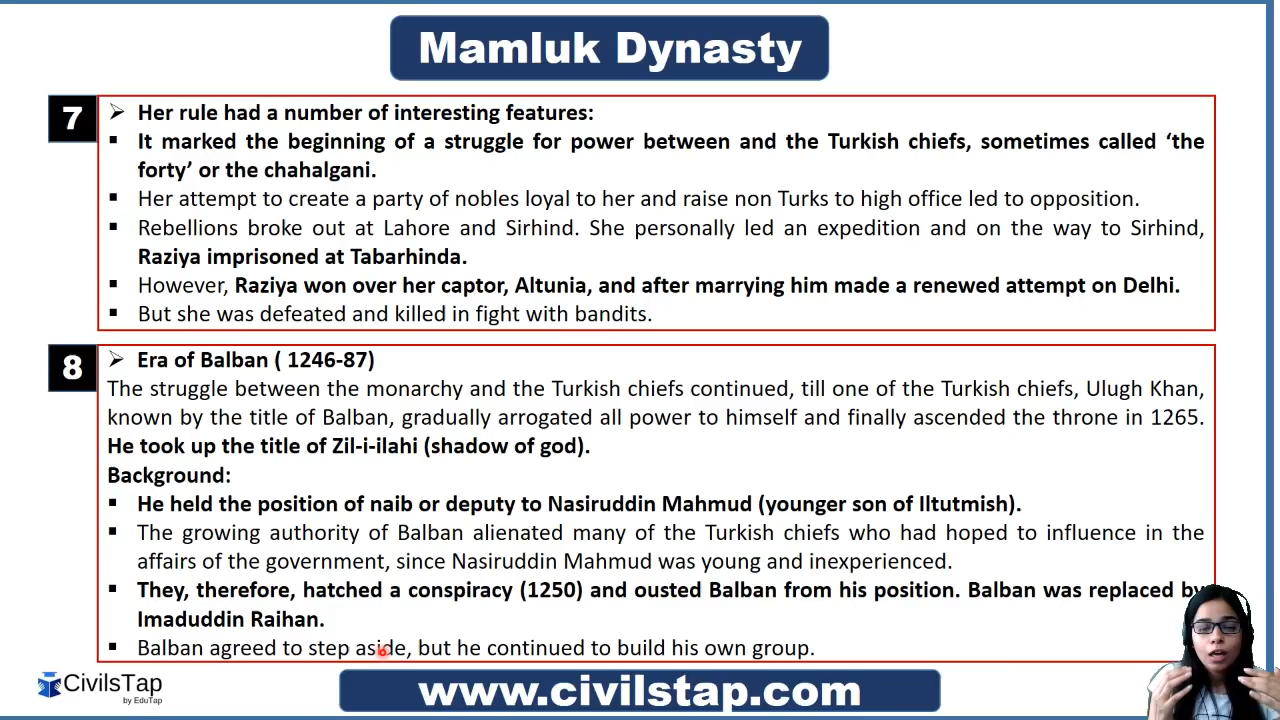 Mamluk Dynasty
7
➢ Her rule had a number of interesting features:
▪ It marked the beginning of a struggle for power between and the Turkish chiefs, sometimes called ‘the
forty’ or the chahalgani.
▪ Her attempt to create a party of nobles loyal to her and raise non Turks to high office led to opposition.
▪ Rebellions broke out at Lahore and Sirhind. She personally led an expedition and on the way to Sirhind,
Raziya imprisoned at Tabarhinda.
▪ However, Raziya won over her captor, Altunia, and after marrying him made a renewed attempt on Delhi.
▪ But she was defeated and killed in fight with bandits.
8
➢ Era of Balban ( 1246-87)
The struggle between the monarchy and the Turkish chiefs continued, till one of the Turkish chiefs, Ulugh Khan,
known by the title of Balban, gradually arrogated all power to himself and finally ascended the throne in 1265.
He took up the title of Zil-i-ilahi (shadow of god).
Background:
▪ He held the position of naib or deputy to Nasiruddin Mahmud (younger son of Iltutmish).
▪ The growing authority of Balban alienated many of the Turkish chiefs who had hoped to influence in the
affairs of the government, since Nasiruddin Mahmud was young and inexperienced.
▪ They, therefore, hatched a conspiracy (1250) and ousted Balban from his position. Balban was replaced by
Imaduddin Raihan.
▪ Balban agreed to step aside, but he continued to build his own group.
CivilsTap
by EduTap
www.civilstap.com